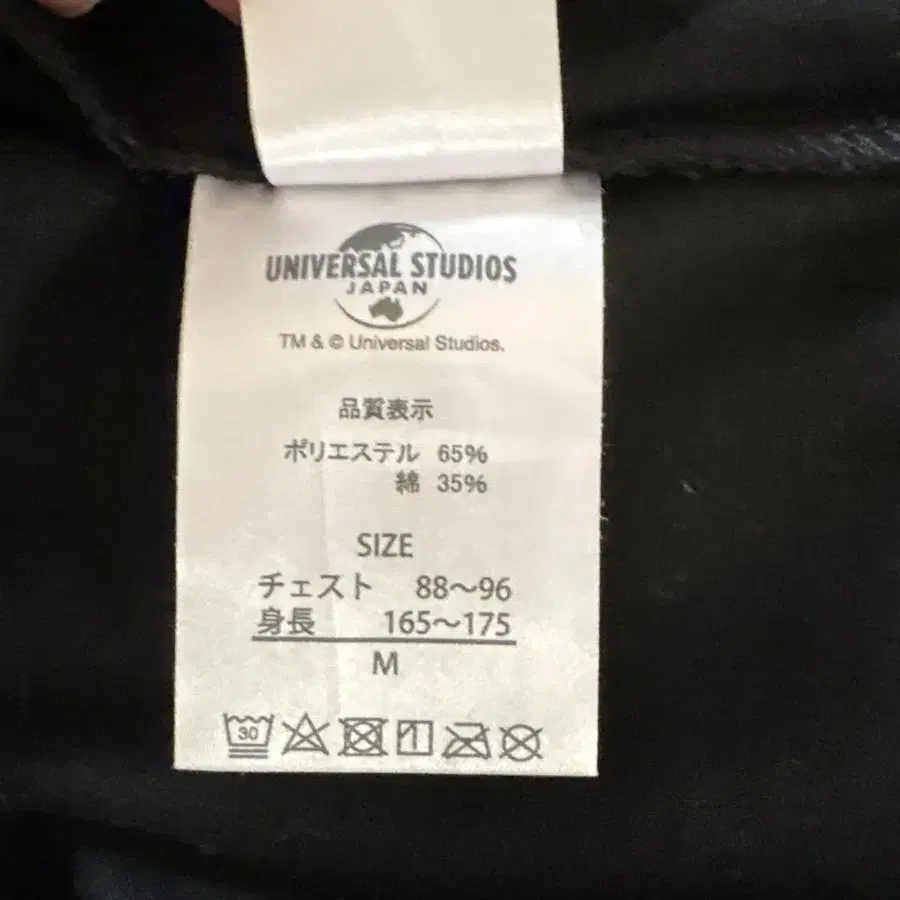 UNIVERSAL STUDIOS
JAPAN
TM & © Universal Studios.
品質表示
ポリエステル 65%
綿 35%
SIZE
チェスト 88～96
身長 165～175
M
30